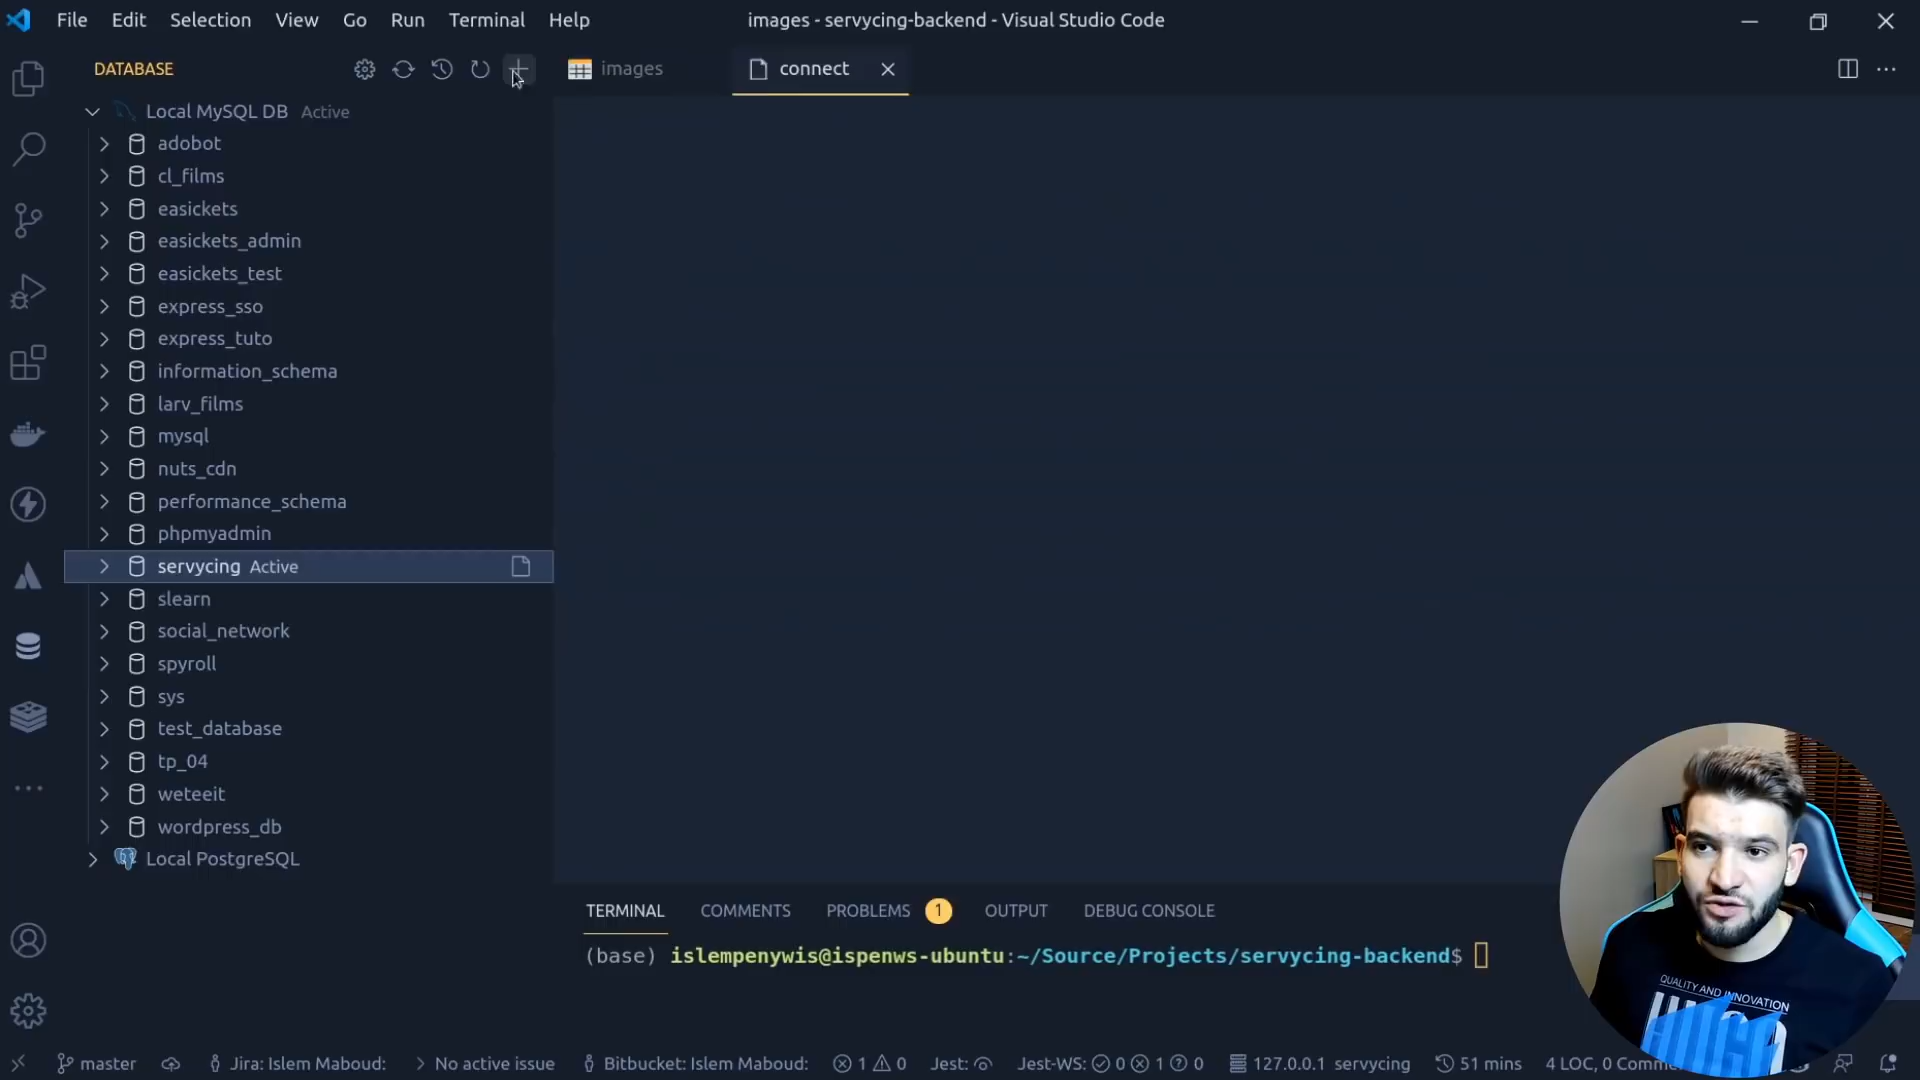 File Edit Selection View Go Run Terminal Help
images - servycing-backend - Visual Studio Code
DATABASE
images
connect
Local MySQL DB Active
adobot
cl_films
easickets
easickets_admin
easickets_test
express_sso
express_tuto
information_schema
larv_films
mysql
nuts_cdn
performance_schema
phpmyadmin
servycing Active
slearn
social_network
spyroll
sys
test_database
tp_04
weteeit
wordpress_db
Local PostgreSQL
TERMINAL COMMENTS PROBLEMS 1 OUTPUT DEBUG CONSOLE
(base) islempenywis@ispenws-ubuntu:~/Source/Projects/servycing-backend$
QUALITY AND INNOVATION
master Jira: Islem Maboud: No active issue Bitbucket: Islem Maboud: 1 0 Jest: Jest-WS: 0 1 0 127.0.0.1 servycing 51 mins 4 LOC, 0 Comme